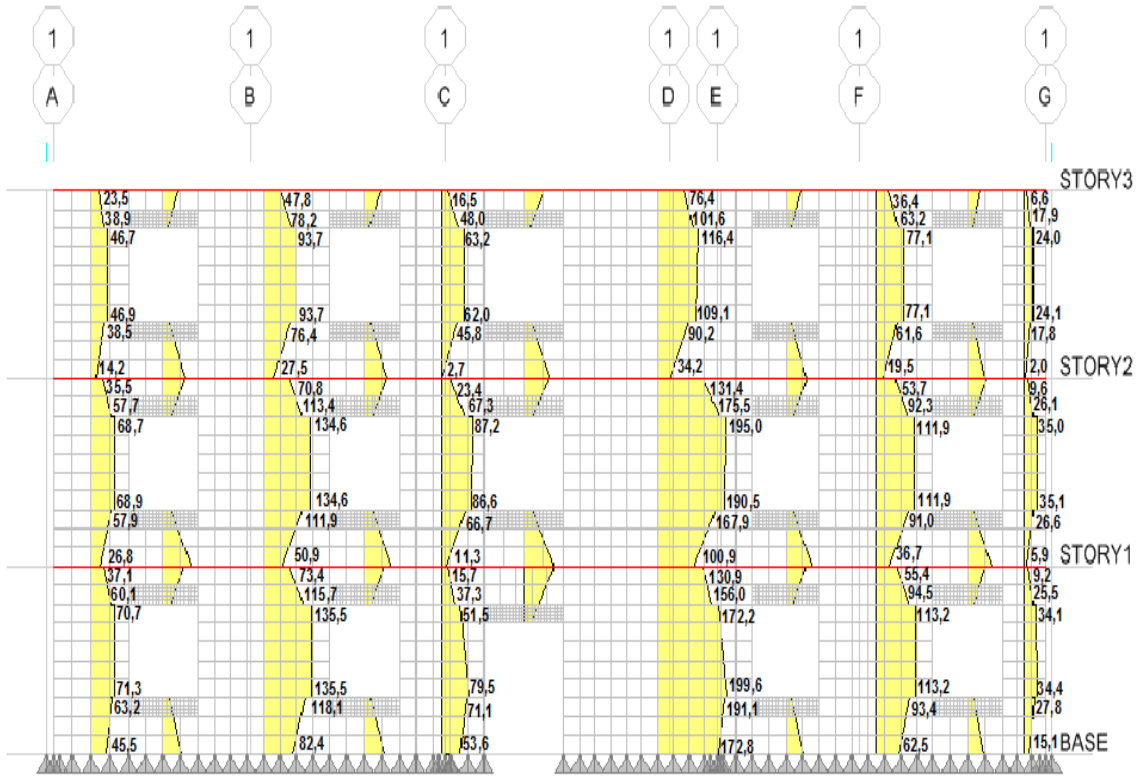 1 1 1 1 1 1 1
A B C D E F G
STORY3
23,5 47,8 16,5 76,4 36,4 6,6
38,9 78,2 48,0 101,6 63,2 17,9
46,7 93,7 63,2 116,4 77,1 24,0
46,9 93,7 62,0 109,1 77,1 24,1
38,5 76,4 45,8 90,2 61,6 17,8
14,2 27,5 2,7 34,2 19,5 2,0
STORY2
35,5 70,8 23,4 131,4 53,7 9,6
57,7 113,4 67,3 175,5 92,3 26,1
68,7 134,6 87,2 195,0 111,9 35,0
68,9 134,6 86,6 190,5 111,9 35,1
57,9 111,9 66,7 167,9 91,0 26,6
26,8 50,9 11,3 100,9 36,7 5,9
STORY1
37,1 73,4 15,7 130,9 55,4 9,2
60,1 115,7 37,3 156,0 94,5 25,5
70,7 135,5 51,5 172,2 113,2 34,1
71,3 135,5 79,5 199,6 113,2 34,4
63,2 118,1 71,1 191,1 93,4 27,8
45,5 82,4 53,6 172,8 62,5 15,1
BASE